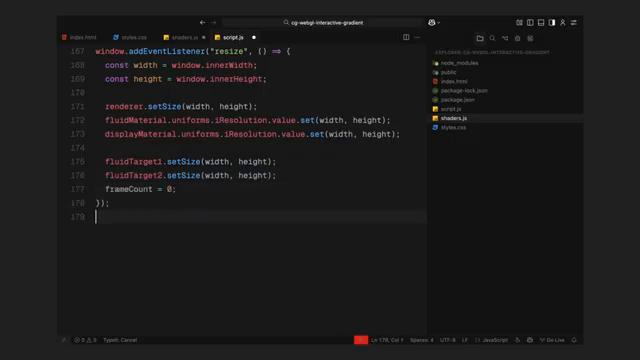 cg-webgl-interactive-gradient
index.html
styles.css
shaders.js
script.js
EXPLORER: CG-WEBGL-INTERACTIVE-GRADIENT
167 window.addEventListener("resize", () => {
168 const width = window.innerWidth;
169 const height = window.innerHeight;
170
171 renderer.setSize(width, height);
172 fluidMaterial.uniforms.iResolution.value.set(width, height);
173 displayMaterial.uniforms.iResolution.value.set(width, height);
174
175 fluidTarget1.setSize(width, height);
176 fluidTarget2.setSize(width, height);
177 frameCount = 0;
178 });
179
node_modules
public
index.html
package-lock.json
package.json
script.js
shaders.js
styles.css
0 0 Typeit: Cancel
Ln 179, Col 1 Spaces: 4 UTF-8 LF {} JavaScript Go Live